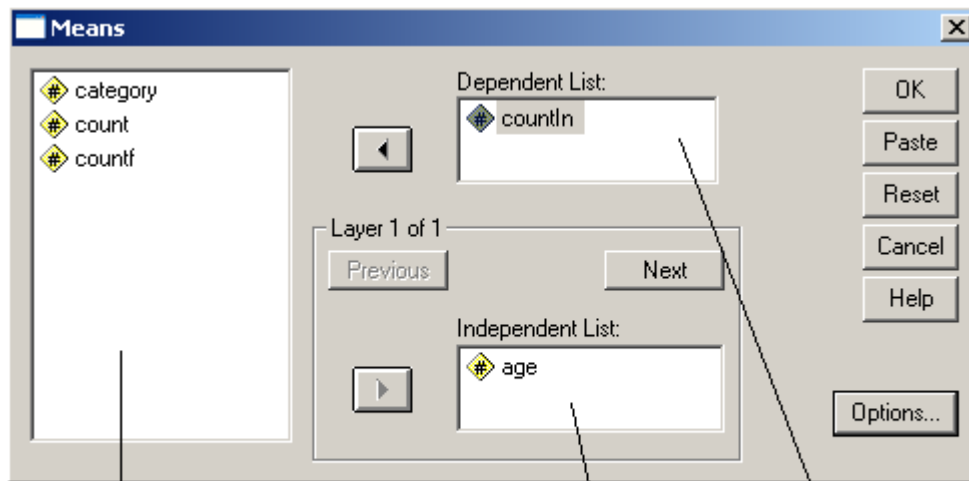 Means
category
count
countf
Dependent List:
countln
Layer 1 of 1
Previous
Next
Independent List:
age
OK
Paste
Reset
Cancel
Help
Options...